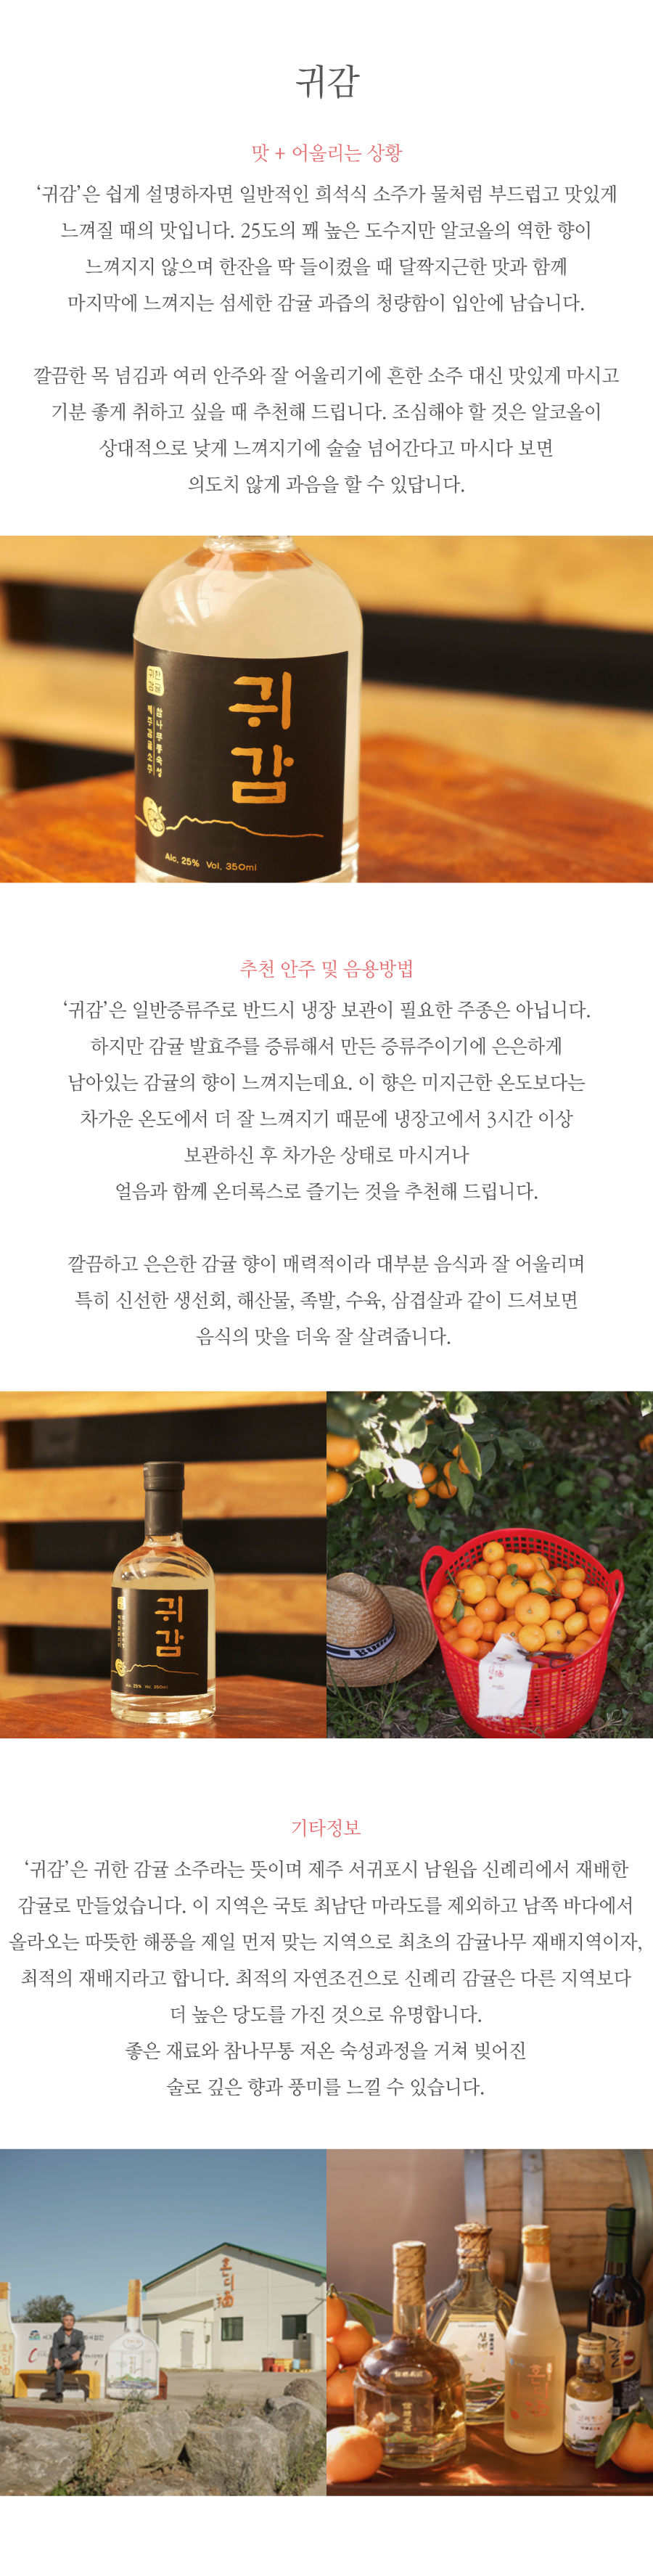 귀감
맛 + 어울리는 상황
‘귀감’은 쉽게 설명하자면 일반적인 희석식 소주가 물처럼 부드럽고 맛있게
느껴질 때의 맛입니다. 25도의 꽤 높은 도수지만 알코올의 역한 향이
느껴지지 않으며 한잔을 딱 들이켰을 때 달짝지근한 맛과 함께
마지막에 느껴지는 섬세한 감귤 과즙의 청량함이 입안에 남습니다.
깔끔한 목 넘김과 여러 안주와 잘 어울리기에 흔한 소주 대신 맛있게 마시고
기분 좋게 취하고 싶을 때 추천해 드립니다. 조심해야 할 것은 알코올이
상대적으로 낮게 느껴지기에 술술 넘어간다고 마시다 보면
의도치 않게 과음을 할 수 있답니다.
귀한
감귤
참나무통숙성
제주감귤소주
귀감
Alc. 25% Vol. 350ml
추천 안주 및 음용방법
‘귀감’은 일반증류주로 반드시 냉장 보관이 필요한 주종은 아닙니다.
하지만 감귤 발효주를 증류해서 만든 증류주이기에 은은하게
남아있는 감귤의 향이 느껴지는데요. 이 향은 미지근한 온도보다는
차가운 온도에서 더 잘 느껴지기 때문에 냉장고에서 3시간 이상
보관하신 후 차가운 상태로 마시거나
얼음과 함께 온더록스로 즐기는 것을 추천해 드립니다.
깔끔하고 은은한 감귤 향이 매력적이라 대부분 음식과 잘 어울리며
특히 신선한 생선회, 해산물, 족발, 수육, 삼겹살과 같이 드셔보면
음식의 맛을 더욱 잘 살려줍니다.
귀감
Alc. 25% Vol. 350ml
기타정보
‘귀감’은 귀한 감귤 소주라는 뜻이며 제주 서귀포시 남원읍 신례리에서 재배한
감귤로 만들었습니다. 이 지역은 국토 최남단 마라도를 제외하고 남쪽 바다에서
올라오는 따뜻한 해풍을 제일 먼저 맞는 지역으로 최초의 감귤나무 재배지역이자,
최적의 재배지라고 합니다. 최적의 자연조건으로 신례리 감귤은 다른 지역보다
더 높은 당도를 가진 것으로 유명합니다.
좋은 재료와 참나무통 저온 숙성과정을 거쳐 빚어진
술로 깊은 향과 풍미를 느낄 수 있습니다.
혼디酒
혼디酒